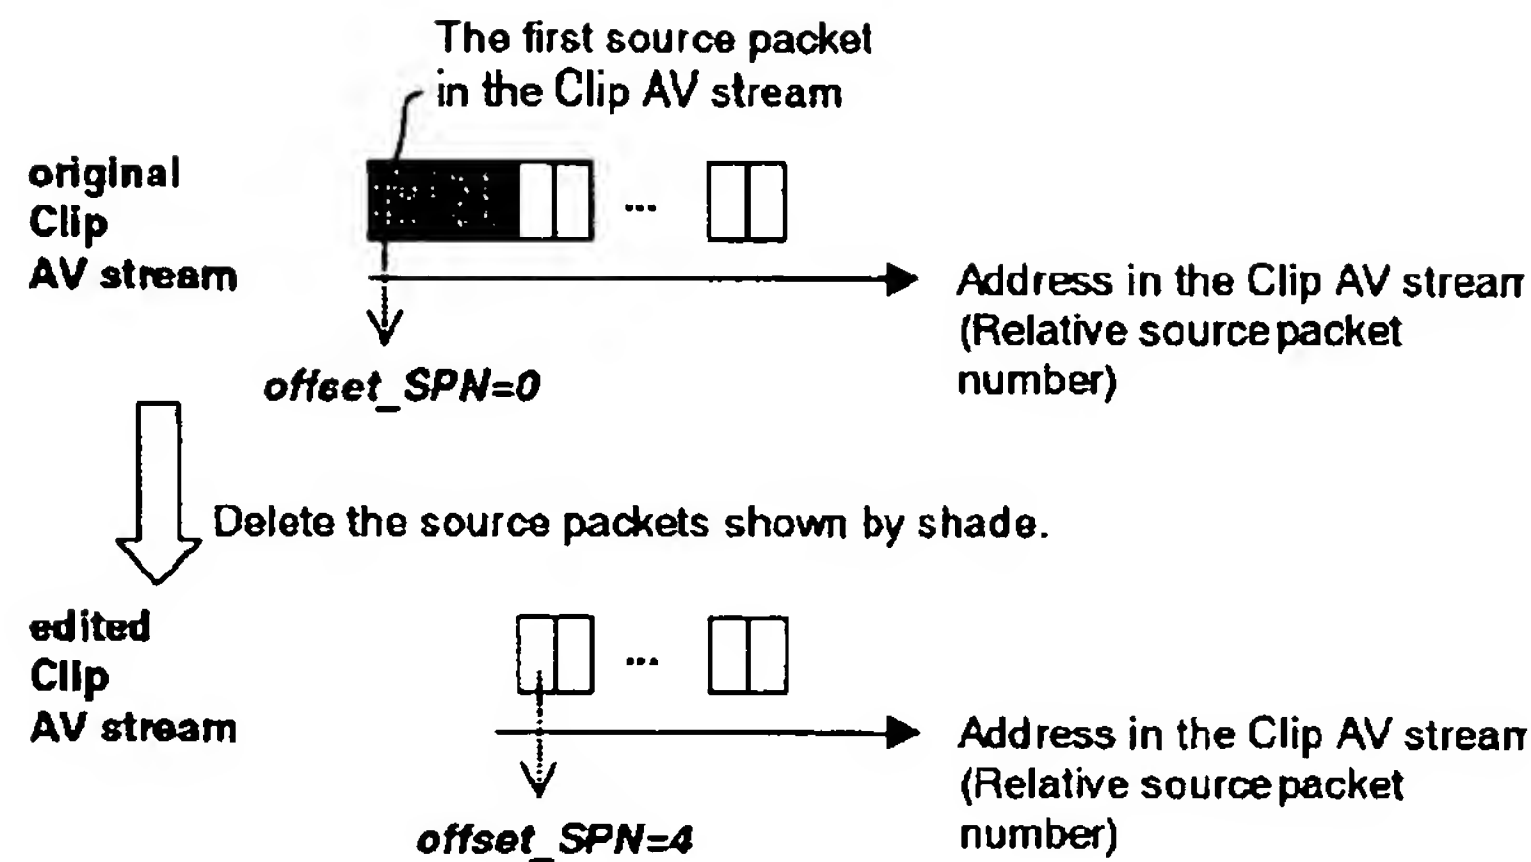 The first source packet
in the Clip AV stream
original
Clip
AV stream
Address in the Clip AV stream
(Relative source packet
number)
offset_SPN=0
Delete the source packets shown by shade.
edited
Clip
AV stream
...
...
Address in the Clip AV stream
(Relative source packet
number)
offset_SPN=4